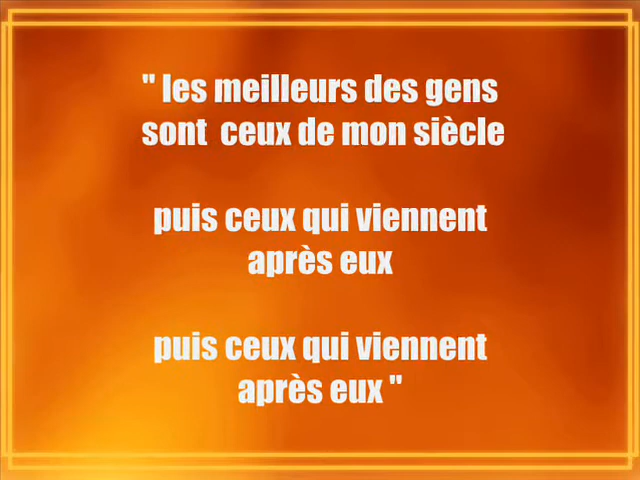 " les meilleurs des gens
sont ceux de mon siècle
puis ceux qui viennent
après eux
puis ceux qui viennent
après eux "